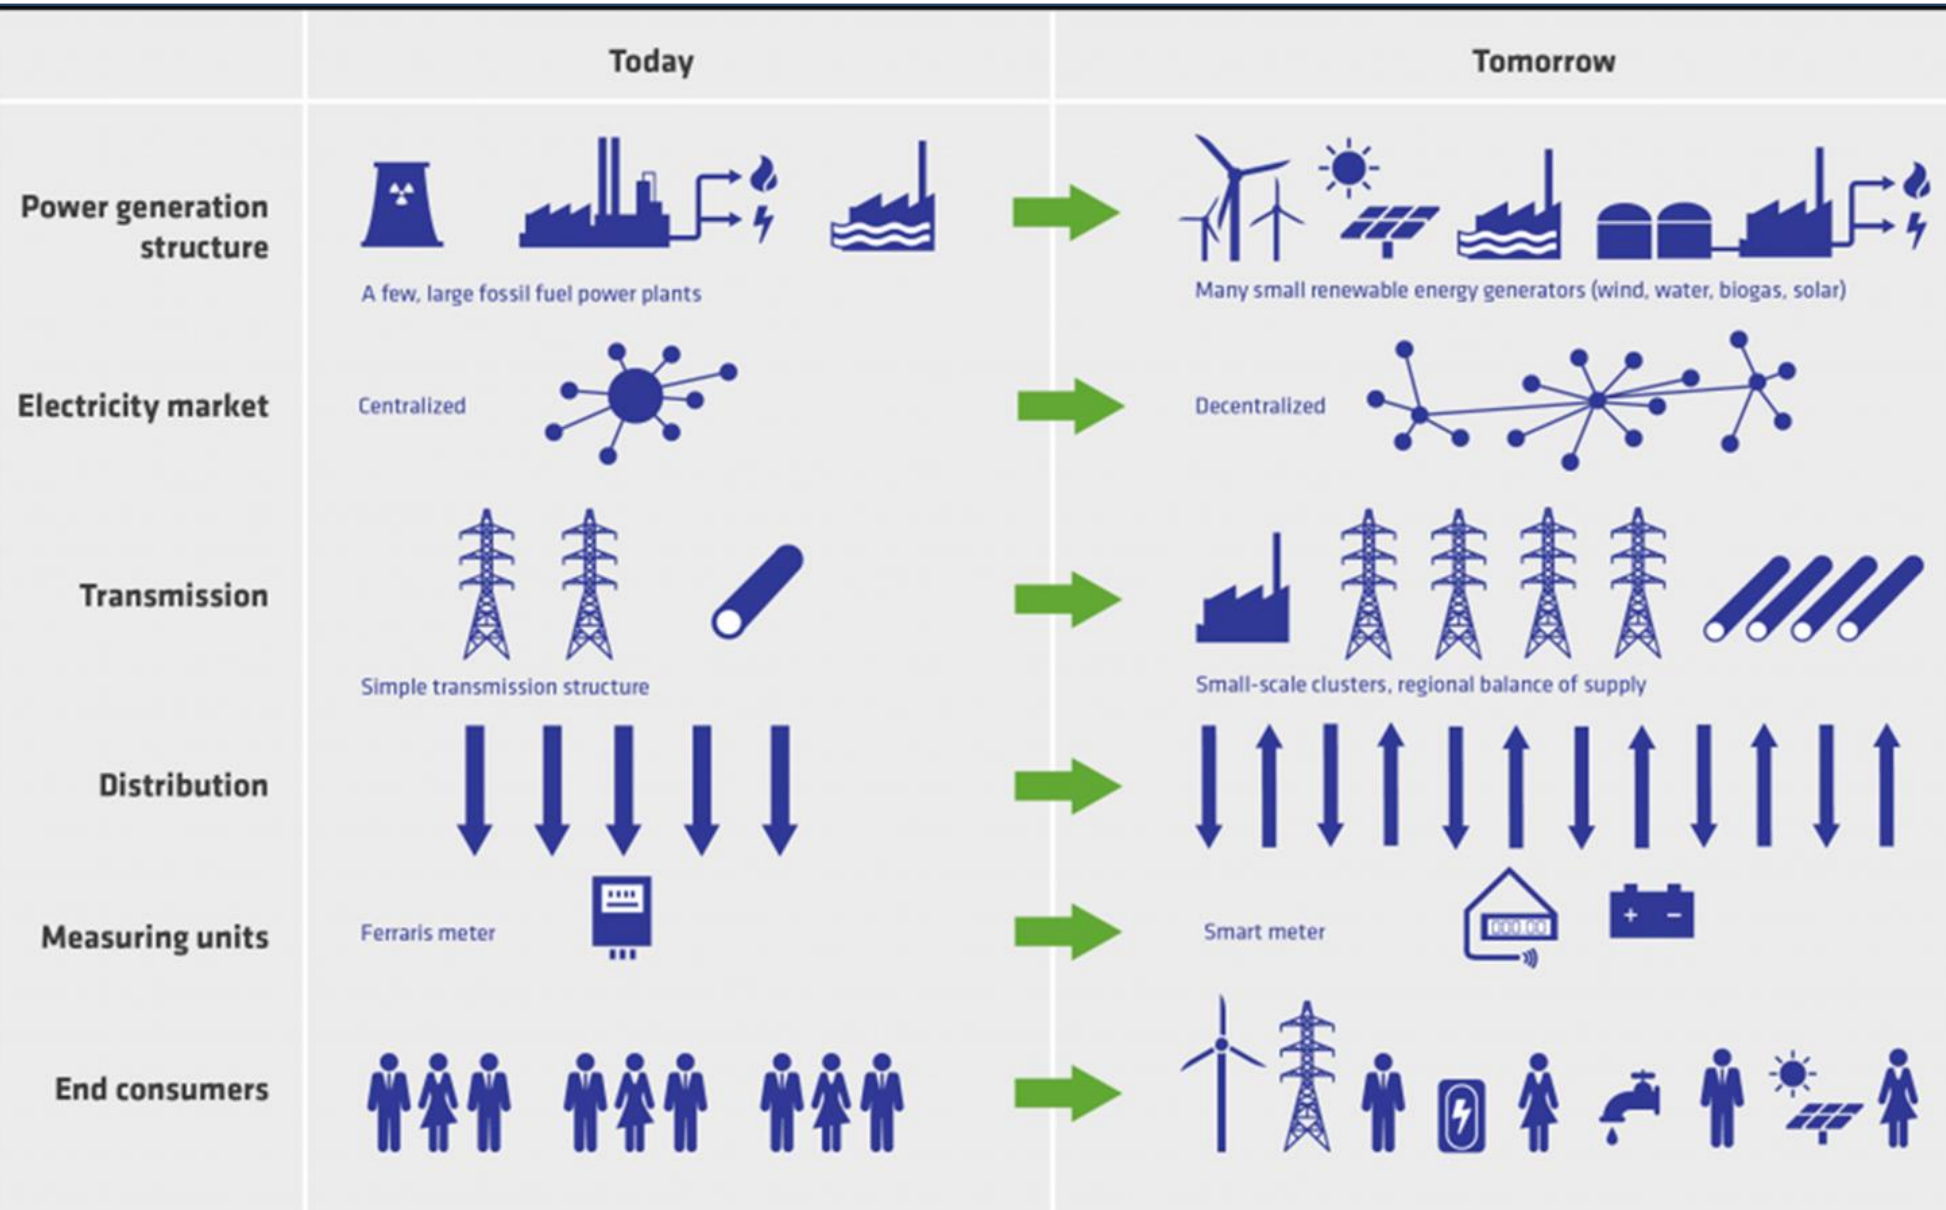 Today
Tomorrow
Power generation
structure
A few, large fossil fuel power plants
Many small renewable energy generators (wind, water, biogas, solar)
Electricity market
Centralized
Decentralized
Transmission
Simple transmission structure
Small-scale clusters, regional balance of supply
Distribution
Measuring units
Ferraris meter
Smart meter
000.00
+ −
End consumers